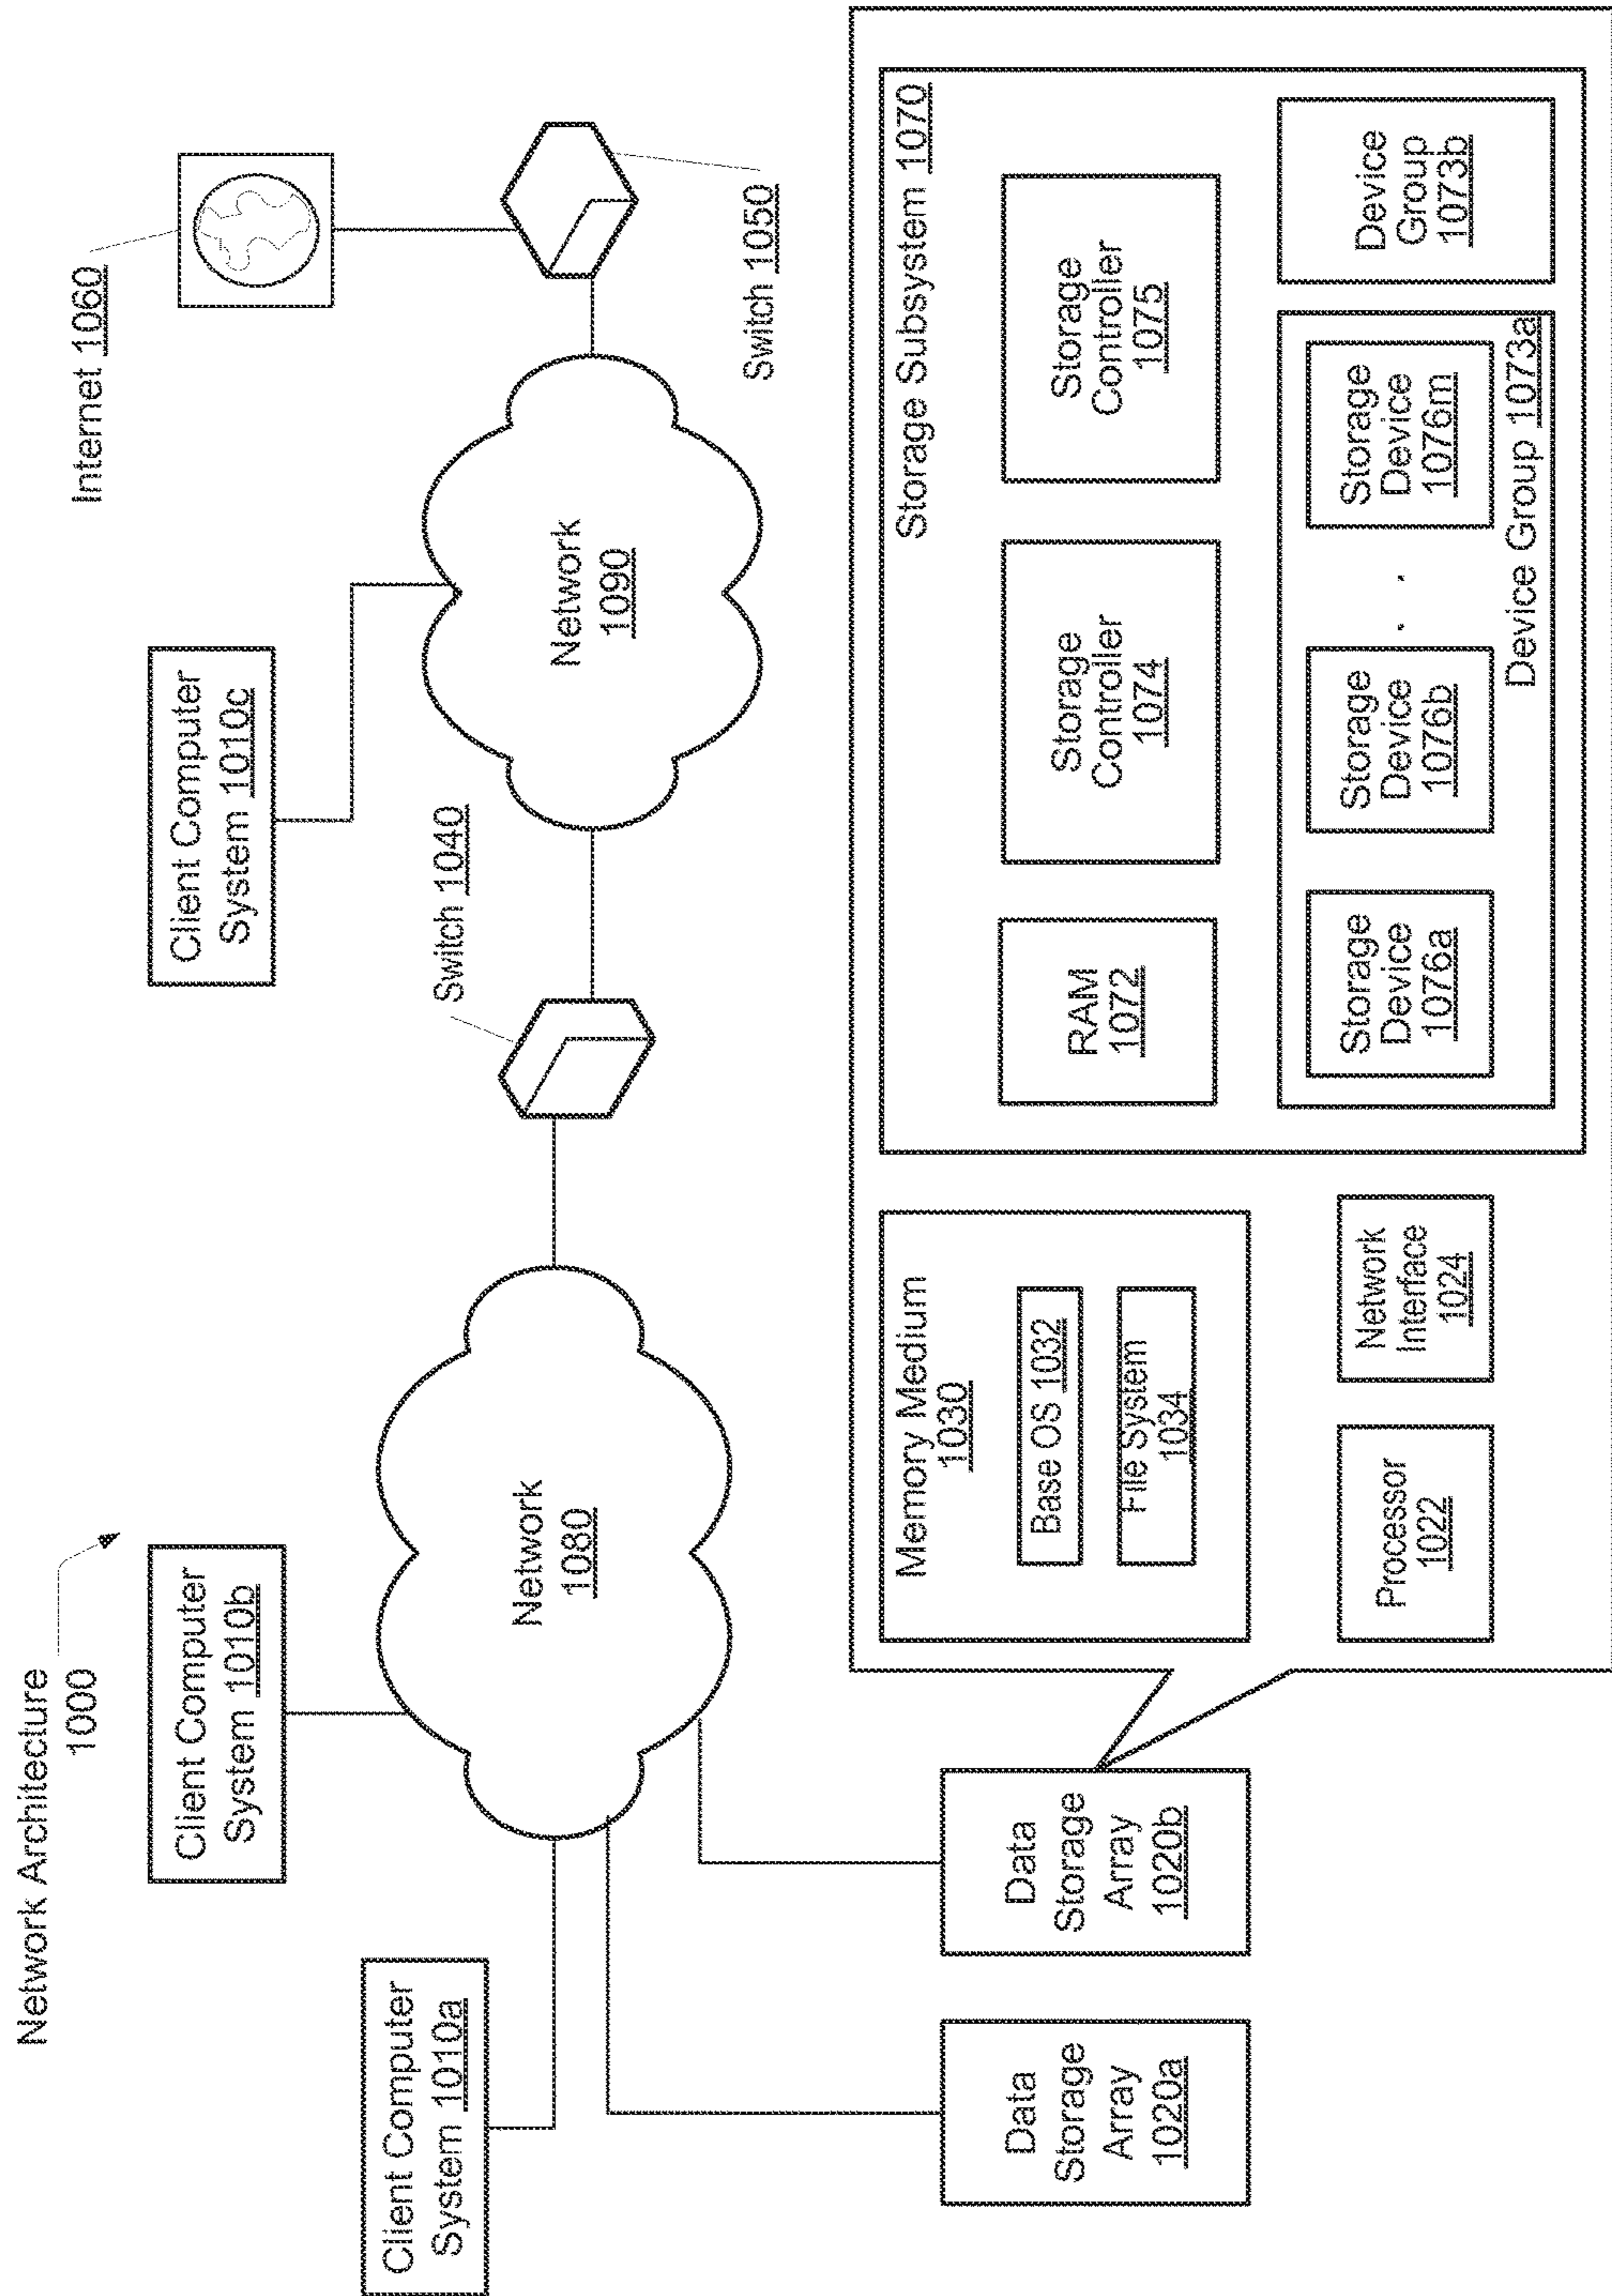 Network Architecture
1000
Client Computer
System 1010a
Client Computer
System 1010b
Client Computer
System 1010c
Internet 1060
Network
1080
Switch 1040
Network
1090
Switch 1050
Data
Storage
Array
1020a
Data
Storage
Array
1020b
Memory Medium
1030
Base OS 1032
File System
1034
Processor
1022
Network
Interface
1024
Storage Subsystem 1070
RAM
1072
Storage
Controller
1074
Storage
Controller
1075
Storage
Device
1076a
Storage
Device
1076b
. . .
Storage
Device
1076m
Device Group 1073a
Device
Group
1073b